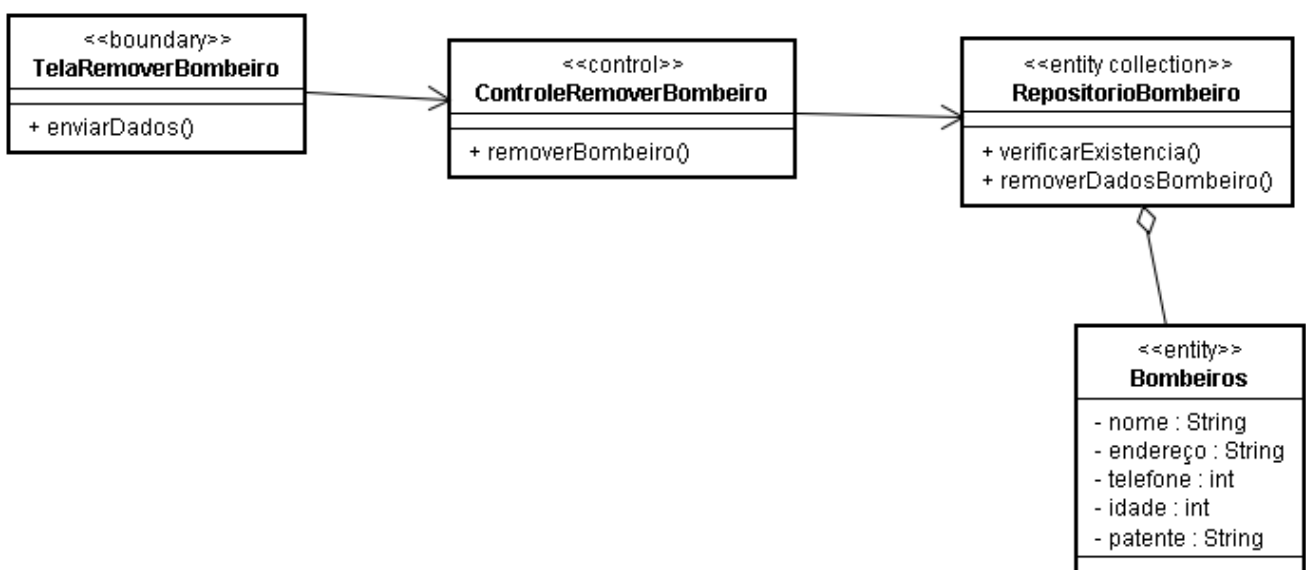 <<boundary>>
TelaRemoverBombeiro
+ enviarDados()
<<control>>
ControleRemoverBombeiro
+ removerBombeiro()
<<entity collection>>
RepositorioBombeiro
+ verificarExistencia()
+ removerDadosBombeiro()
<<entity>>
Bombeiros
- nome : String
- endereço : String
- telefone : int
- idade : int
- patente : String